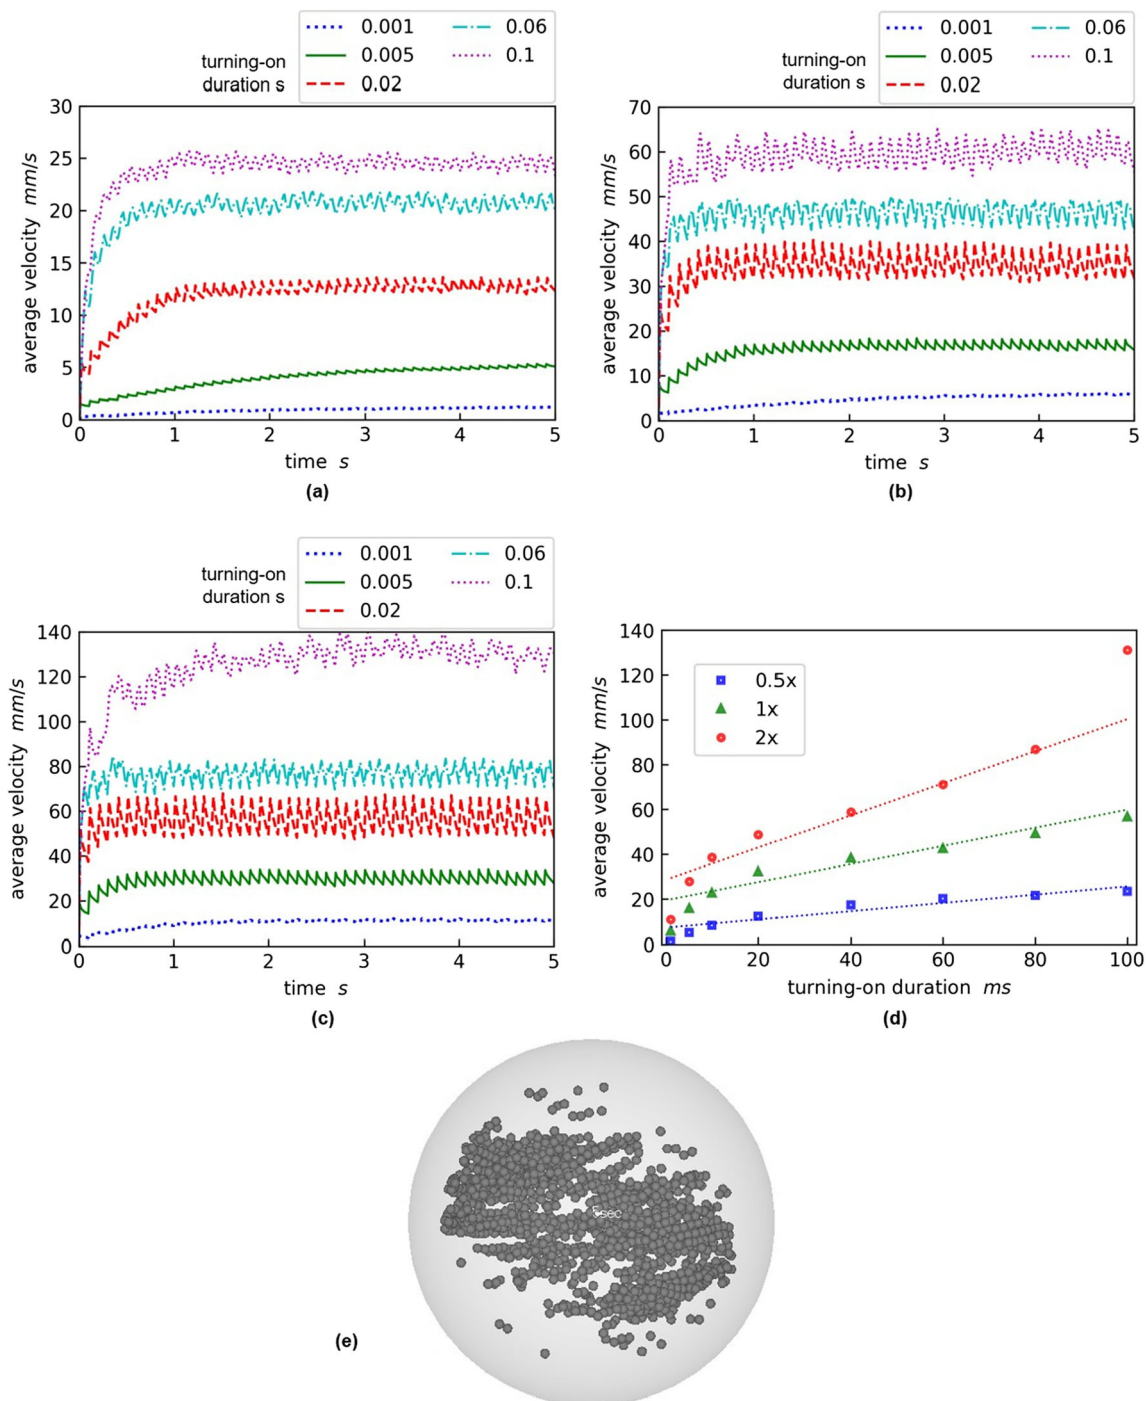 0.001 0.06
turning-on 0.005 0.1
duration s 0.02
30
25
20
15
10
5
0
average velocity mm/s
0 1 2 3 4 5
time s
(a)
0.001 0.06
turning-on 0.005 0.1
duration s 0.02
70
60
50
40
30
20
10
0
average velocity mm/s
0 1 2 3 4 5
time s
(b)
0.001 0.06
turning-on 0.005 0.1
duration s 0.02
140
120
100
80
60
40
20
0
average velocity mm/s
0 1 2 3 4 5
time s
(c)
140
120
100
80
60
40
20
0
average velocity mm/s
0.5x
1x
2x
0 20 40 60 80 100
turning-on duration ms
(d)
5sec
(e)